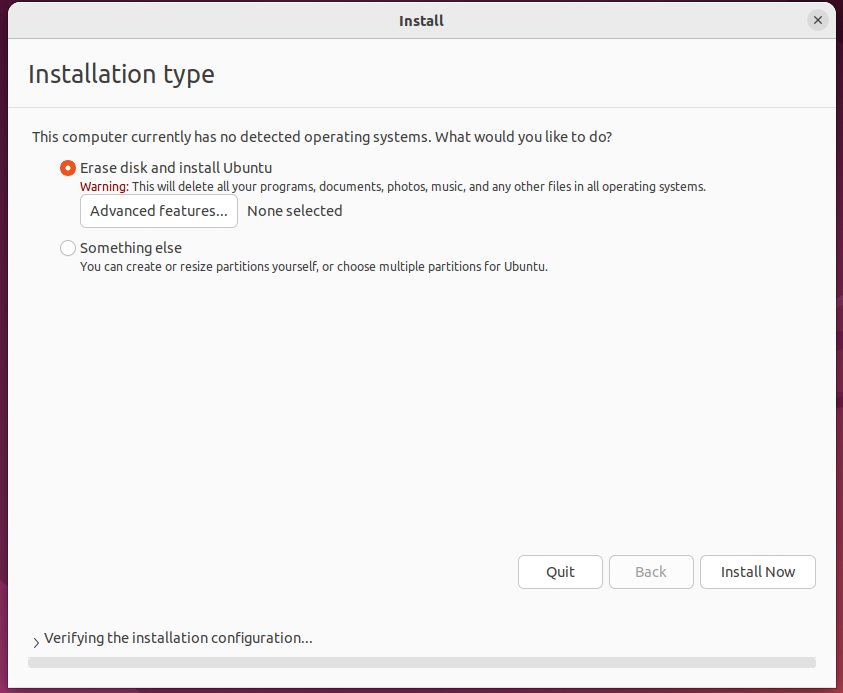 Install
Installation type
This computer currently has no detected operating systems. What would you like to do?
Erase disk and install Ubuntu
Warning: This will delete all your programs, documents, photos, music, and any other files in all operating systems.
Advanced features... None selected
Something else
You can create or resize partitions yourself, or choose multiple partitions for Ubuntu.
Quit Back Install Now
Verifying the installation configuration...